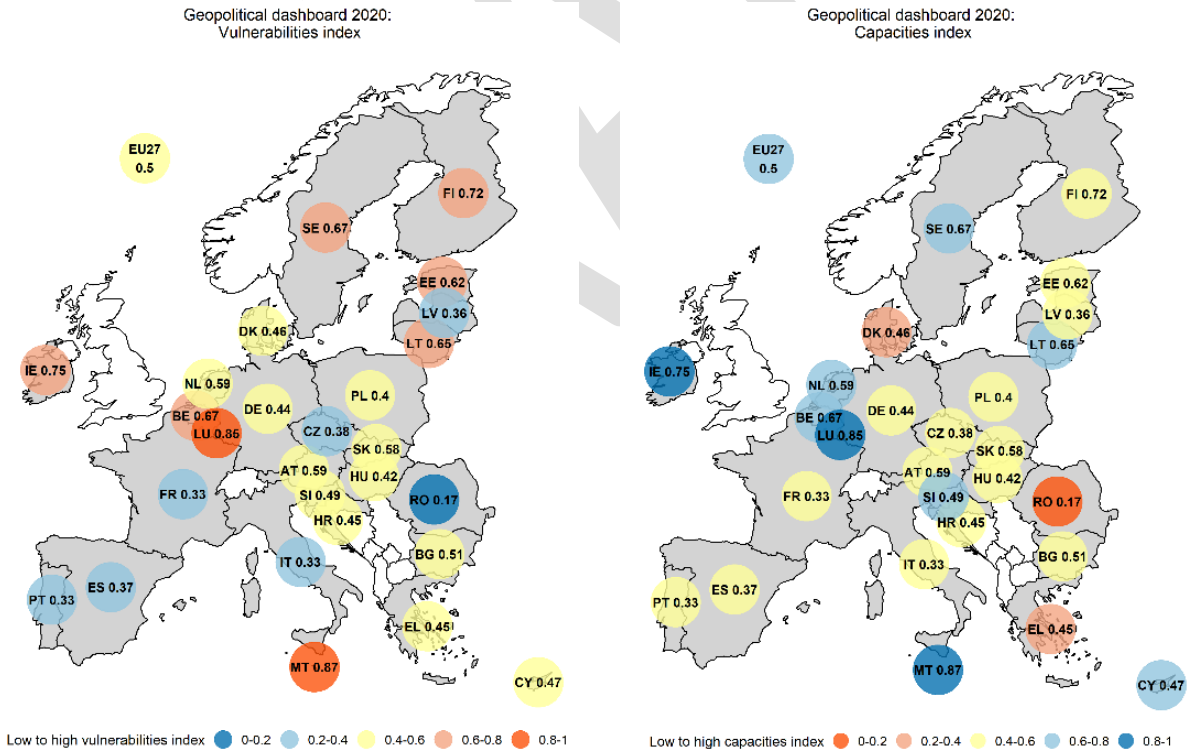 Geopolitical dashboard 2020:
Vulnerabilities index
EU27
0.5
FI 0.72
SE 0.67
EE 0.62
LV 0.36
DK 0.46
LT 0.65
IE 0.75
NL 0.59
PL 0.4
DE 0.44
BE 0.67
LU 0.86
CZ 0.38
SK 0.58
AT 0.59
HU 0.42
FR 0.33
SI 0.49
RO 0.17
HR 0.45
BG 0.51
IT 0.33
ES 0.37
PT 0.33
EL 0.45
MT 0.87
CY 0.47
Low to high vulnerabilities index 0-0.2 0.2-0.4 0.4-0.6 0.6-0.8 0.8-1
Geopolitical dashboard 2020:
Capacities index
EU27
0.5
FI 0.72
SE 0.67
EE 0.62
LV 0.36
DK 0.46
LT 0.65
IE 0.75
NL 0.59
PL 0.4
DE 0.44
BE 0.67
LU 0.85
CZ 0.38
SK 0.58
AT 0.59
HU 0.42
FR 0.33
SI 0.49
RO 0.17
HR 0.45
BG 0.51
IT 0.33
ES 0.37
PT 0.33
EL 0.45
MT 0.87
CY 0.47
Low to high capacities index 0-0.2 0.2-0.4 0.4-0.6 0.6-0.8 0.8-1